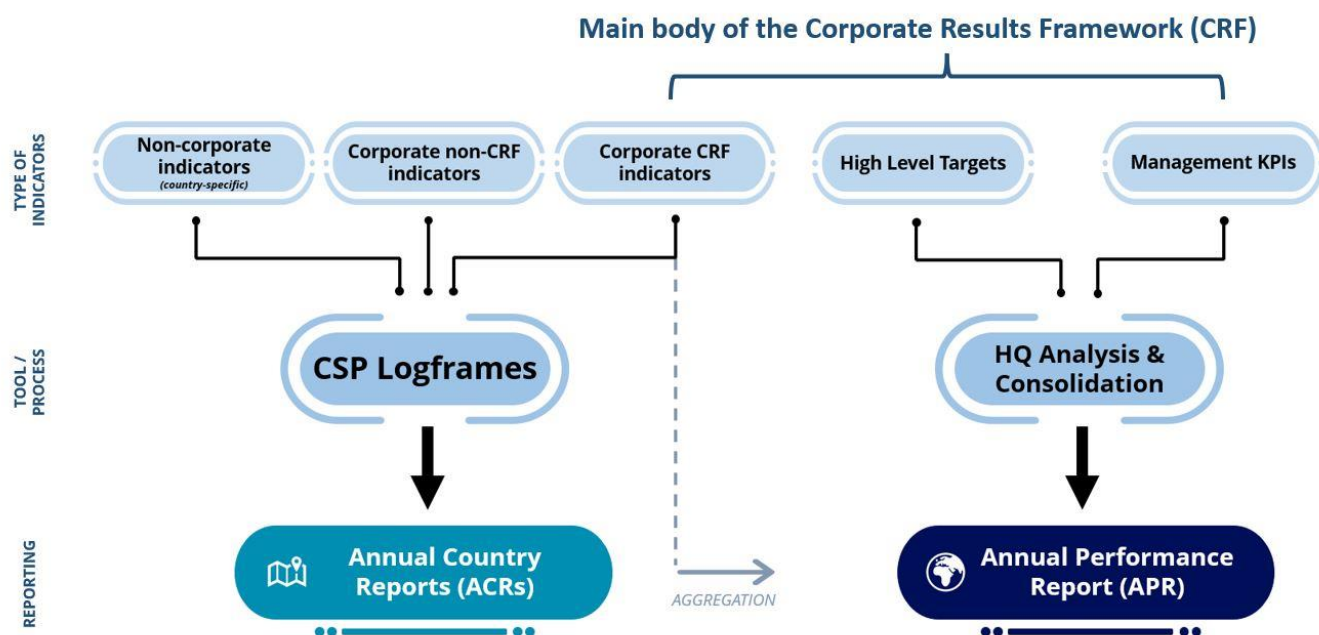 Main body of the Corporate Results Framework (CRF)
TYPE OF
INDICATORS
Non-corporate
indicators
(country-specific)
Corporate non-CRF
indicators
Corporate CRF
indicators
High Level Targets
Management KPIs
TOOL /
PROCESS
CSP Logframes
HQ Analysis &
Consolidation
REPORTING
Annual Country
Reports (ACRs)
AGGREGATION
Annual Performance
Report (APR)